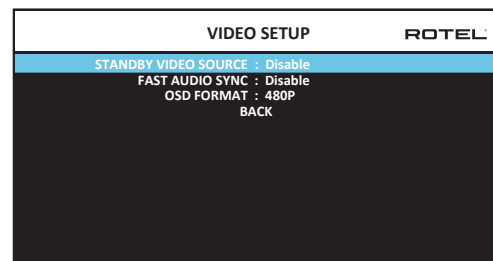 VIDEO SETUP ROTEL
STANDBY VIDEO SOURCE : Disable
FAST AUDIO SYNC : Disable
OSD FORMAT : 480P
BACK